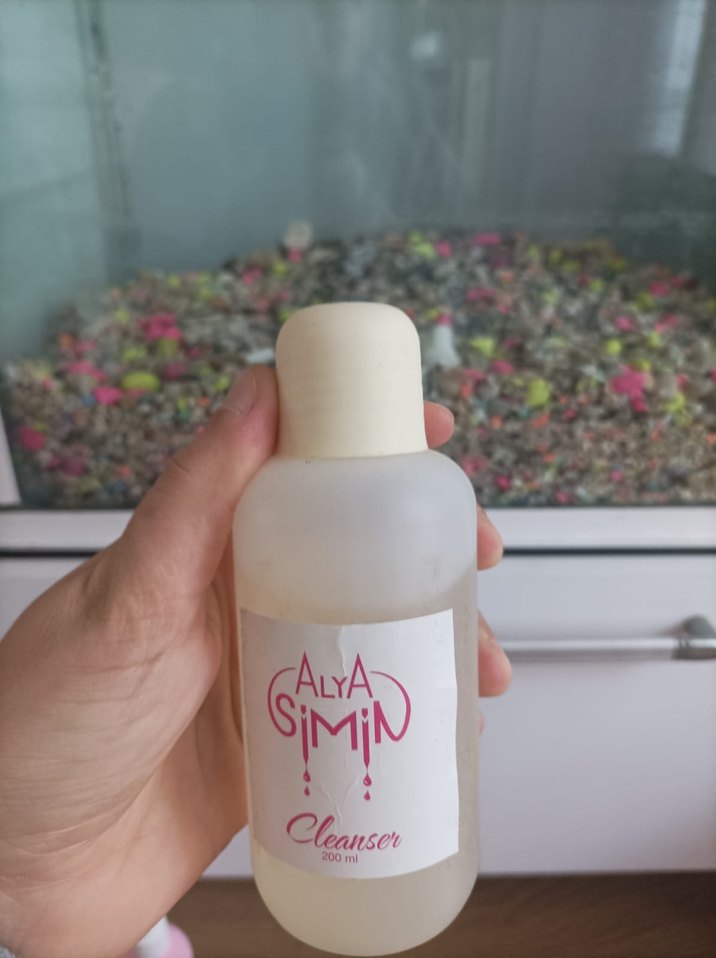 ALYA
SiMiN
Cleanser
200 ml